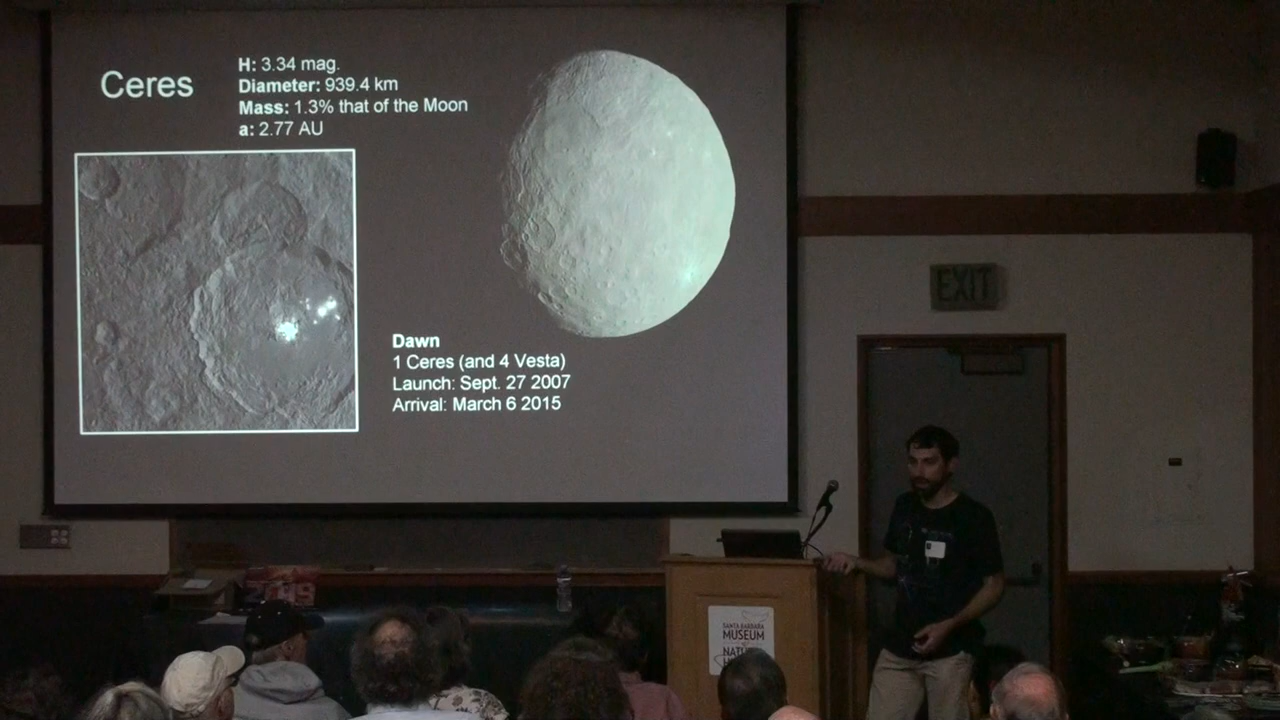 Ceres
H: 3.34 mag.
Diameter: 939.4 km
Mass: 1.3% that of the Moon
a: 2.77 AU
Dawn
1 Ceres (and 4 Vesta)
Launch: Sept. 27 2007
Arrival: March 6 2015
EXIT
2019
SANTA BARBARA
MUSEUM